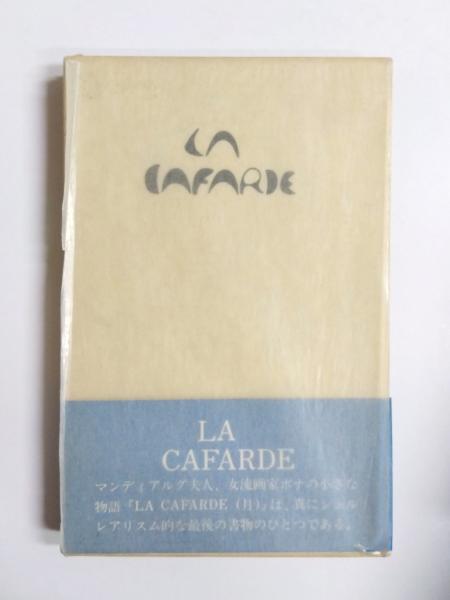 LA
CAFARDE
LA
CAFARDE
マンディアルグ夫人、女流画家ボナの小さな
物語『LA CAFARDE（月）』は、真にシュル
レアリスム的な最後の書物のひとつである。